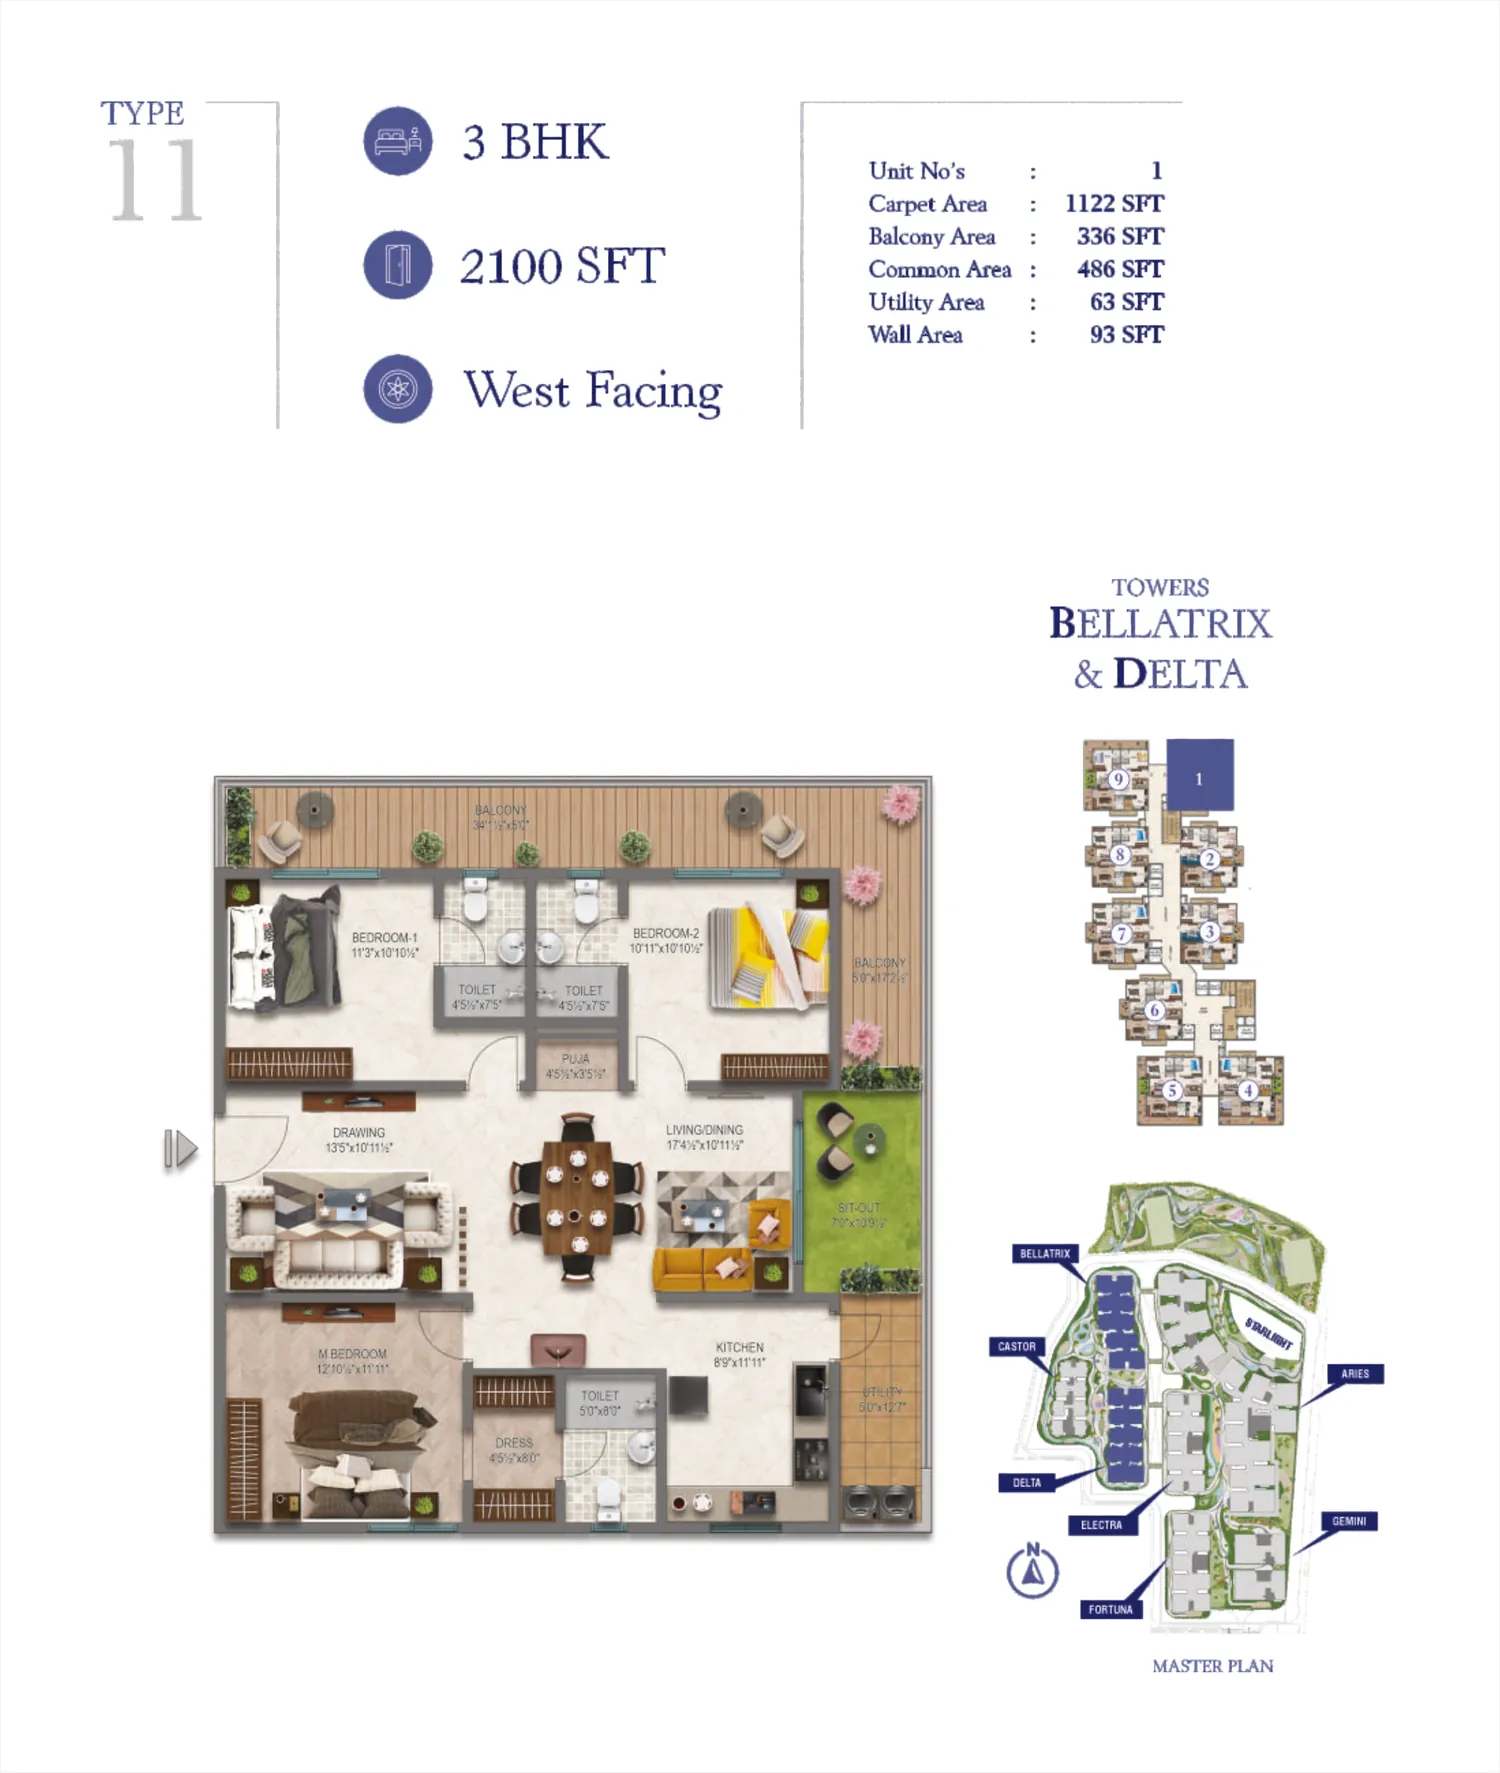 TYPE
11
3 BHK
2100 SFT
West Facing
Unit No's : 1
Carpet Area : 1122 SFT
Balcony Area : 336 SFT
Common Area : 486 SFT
Utility Area : 63 SFT
Wall Area : 93 SFT
TOWERS
BELLATRIX
& DELTA
9
1
8
2
7
3
6
5
4
BALCONY
34'1½"x5'0"
BEDROOM-1
11'3"x10'10½"
BEDROOM-2
10'11"x10'10½"
BALCONY
5'0"x17'2½"
TOILET
4'5½"x7'5"
TOILET
4'5½"x7'5"
PUJA
4'5½"x3'5½"
DRAWING
13'5"x10'11½"
LIVING/DINING
17'4½"x10'11½"
SIT-OUT
7'0"x10'9½"
M.BEDROOM
12'10½"x11'11"
KITCHEN
8'9"x11'11"
TOILET
5'0"x8'0"
UTILITY
5'0"x12'7"
DRESS
4'5½"x8'0"
BELLATRIX
STARLIGHT
CASTOR
ARIES
DELTA
ELECTRA
GEMINI
N
FORTUNA
MASTER PLAN